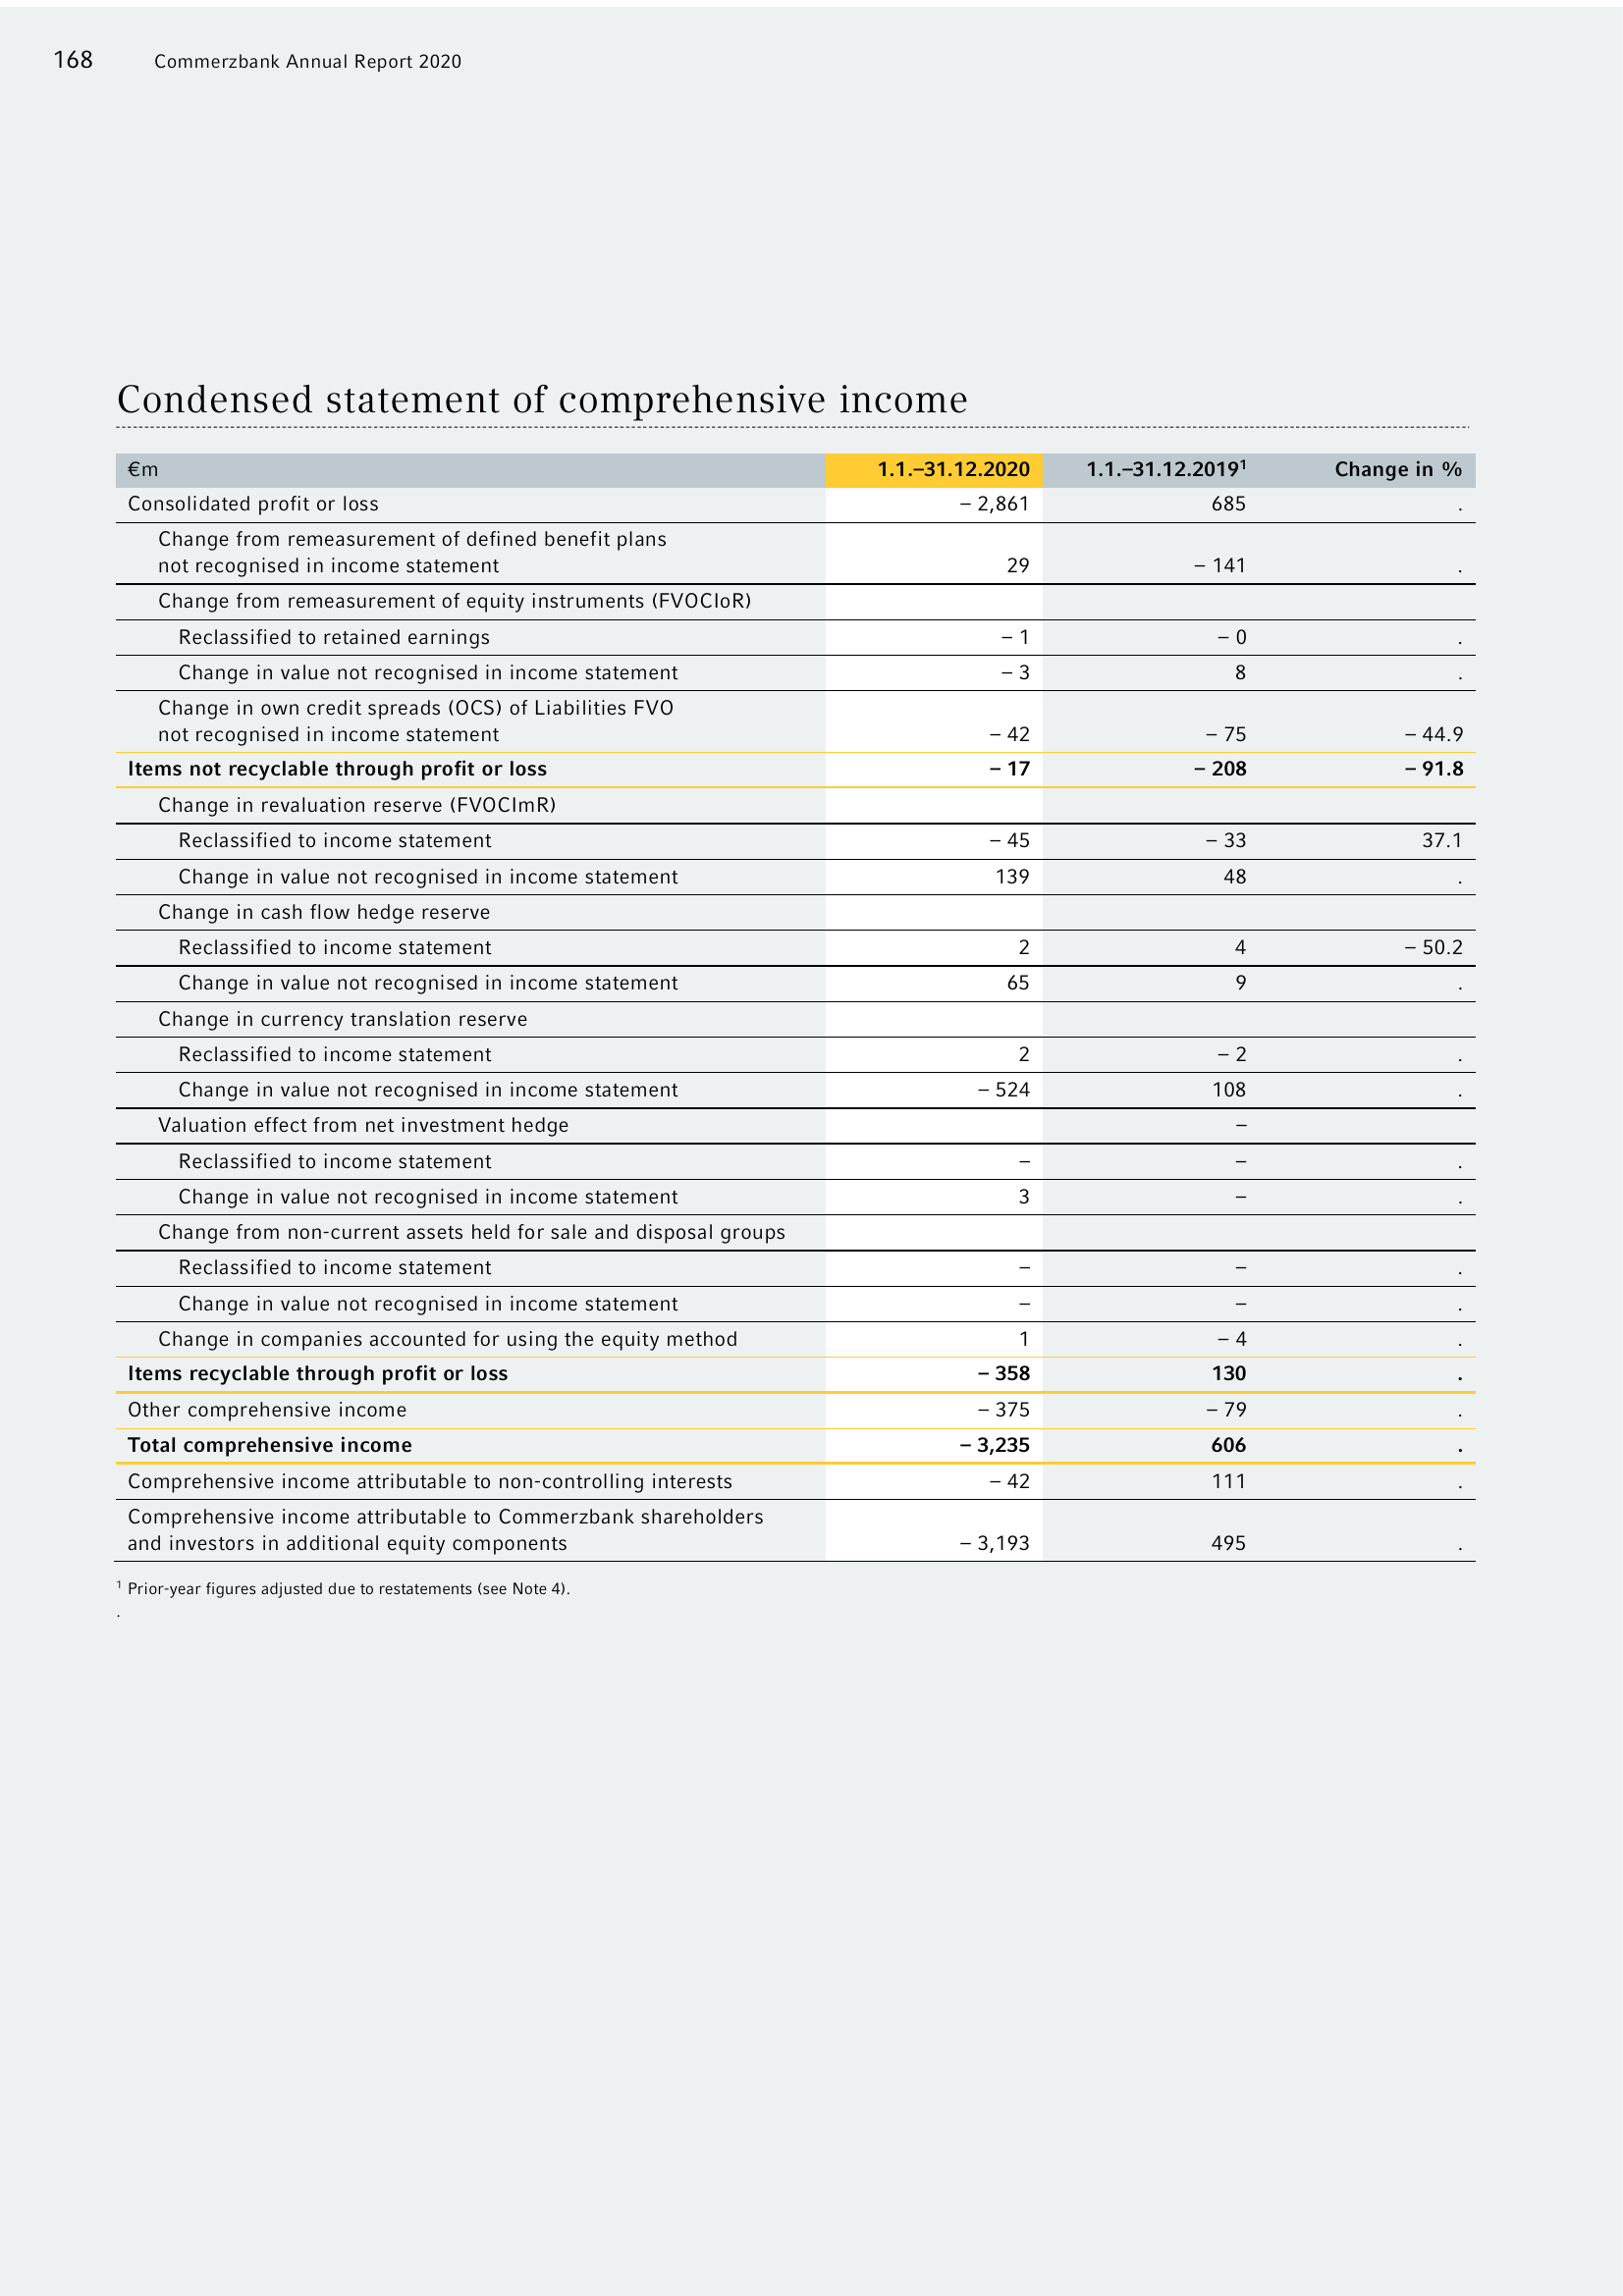 168 Commerzbank Annual Report 2020
Condensed statement of comprehensive income
€m 1.1.–31.12.2020 1.1.–31.12.2019¹ Change in %
Consolidated profit or loss – 2,861 685 .
Change from remeasurement of defined benefit plans
not recognised in income statement 29 – 141 .
Change from remeasurement of equity instruments (FVOCIoR)
Reclassified to retained earnings – 1 – 0 .
Change in value not recognised in income statement – 3 8 .
Change in own credit spreads (OCS) of Liabilities FVO
not recognised in income statement – 42 – 75 – 44.9
Items not recyclable through profit or loss – 17 – 208 – 91.8
Change in revaluation reserve (FVOCImR)
Reclassified to income statement – 45 – 33 37.1
Change in value not recognised in income statement 139 48 .
Change in cash flow hedge reserve
Reclassified to income statement 2 4 – 50.2
Change in value not recognised in income statement 65 9 .
Change in currency translation reserve
Reclassified to income statement 2 – 2 .
Change in value not recognised in income statement – 524 108 .
Valuation effect from net investment hedge –
Reclassified to income statement – – .
Change in value not recognised in income statement 3 – .
Change from non-current assets held for sale and disposal groups
Reclassified to income statement – – .
Change in value not recognised in income statement – – .
Change in companies accounted for using the equity method 1 – 4 .
Items recyclable through profit or loss – 358 130 .
Other comprehensive income – 375 – 79 .
Total comprehensive income – 3,235 606 .
Comprehensive income attributable to non-controlling interests – 42 111 .
Comprehensive income attributable to Commerzbank shareholders
and investors in additional equity components – 3,193 495 .
¹ Prior-year figures adjusted due to restatements (see Note 4).
.